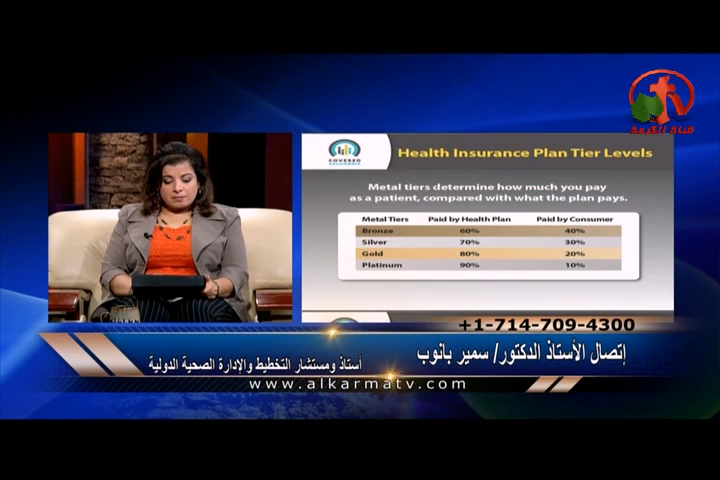 قناة الكرمة
COVERED
CALIFORNIA
Health Insurance Plan Tier Levels
Metal tiers determine how much you pay
as a patient, compared with what the plan pays.
Metal Tiers Paid by Health Plan Paid by Consumer
Bronze 60% 40%
Silver 70% 30%
Gold 80% 20%
Platinum 90% 10%
+1-714-709-4300
إتصال الأستاذ الدكتور/ سمير بانوب
أستاذ ومستشار التخطيط والإدارة الصحية الدولية
www.alkarmatv.com